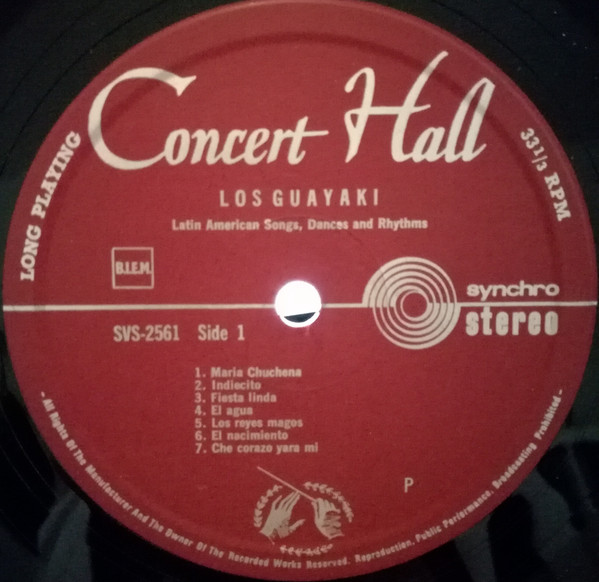 Concert Hall
LONG PLAYING
33 1/3 RPM
LOS GUAYAKI
Latin American Songs, Dances and Rhythms
B.I.E.M.
synchro
stereo
SVS-2561 Side 1
1. Maria Chuchena
2. Indiecito
3. Fiesta linda
4. El agua
5. Los reyes magos
6. El nacimiento
7. Che corazo yara mi
P
- All Rights Of The Manufacturer And The Owner Of The Recorded Works Reserved. Reproduction, Public Performance, Broadcasting Prohibited -